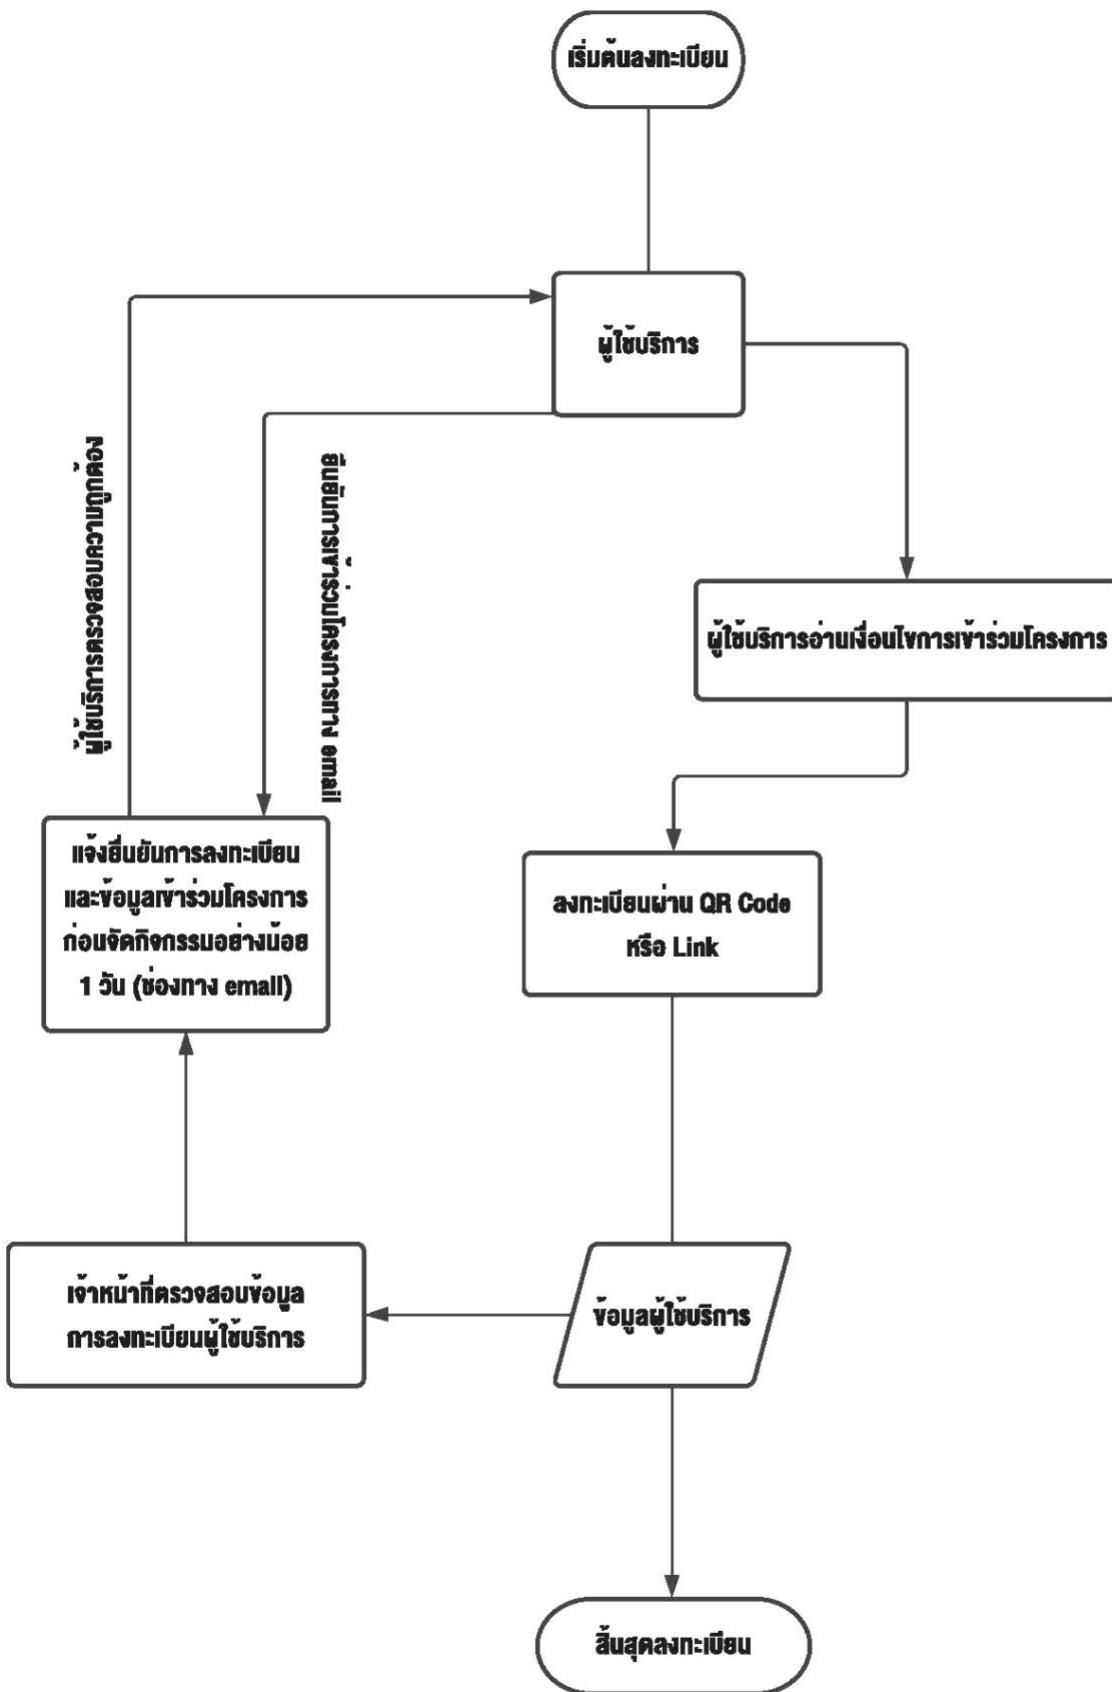 เริ่มต้นลงทะเบียน
ผู้ใช้บริการ
ผู้ใช้บริการตรวจสอบความถูกต้อง
ยืนยันการเข้าร่วมโครงการทาง email
ผู้ใช้บริการอ่านเงื่อนไขการเข้าร่วมโครงการ
แจ้งยื่นยันการลงทะเบียน
และข้อมูลเข้าร่วมโครงการ
ก่อนจัดกิจกรรมอย่างน้อย
1 วัน (ช่องทาง email)
ลงทะเบียนผ่าน QR Code
หรือ Link
เจ้าหน้าที่ตรวจสอบข้อมูล
การลงทะเบียนผู้ใช้บริการ
ข้อมูลผู้ใช้บริการ
สิ้นสุดลงทะเบียน